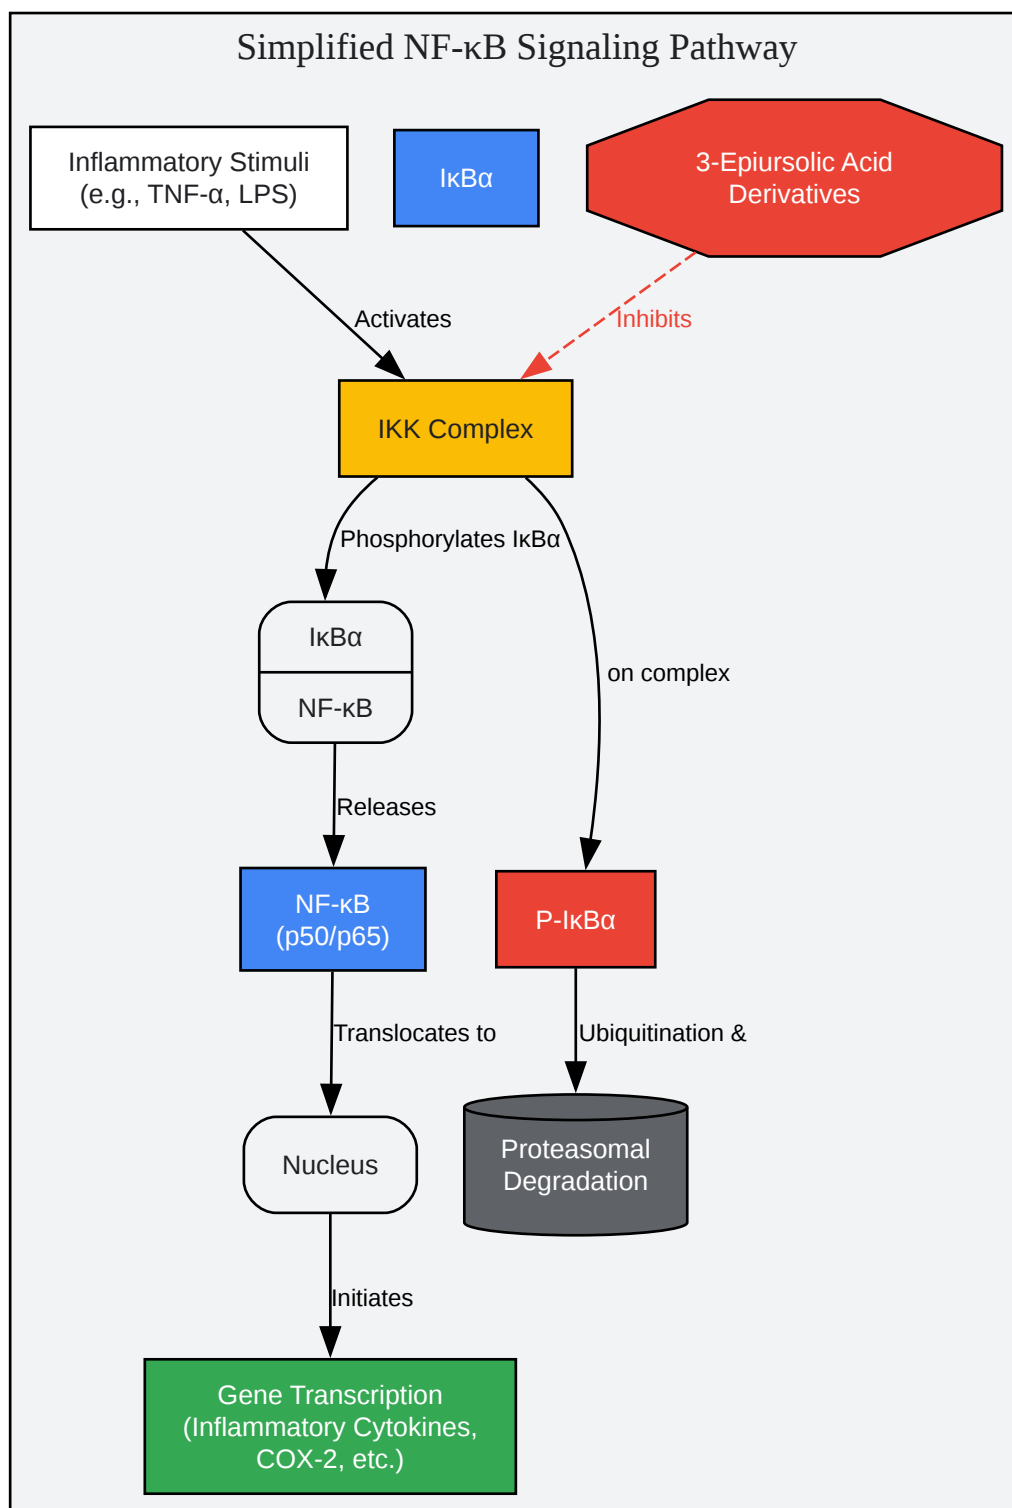 Simplified NF-κB Signaling Pathway
Inflammatory Stimuli
(e.g., TNF-α, LPS)
IκBα
3-Epiursolic Acid
Derivatives
Activates
Inhibits
IKK Complex
Phosphorylates IκBα
IκBα
NF-κB
on complex
Releases
NF-κB
(p50/p65)
P-IκBα
Translocates to
Ubiquitination &
Nucleus
Proteasomal
Degradation
Initiates
Gene Transcription
(Inflammatory Cytokines,
COX-2, etc.)